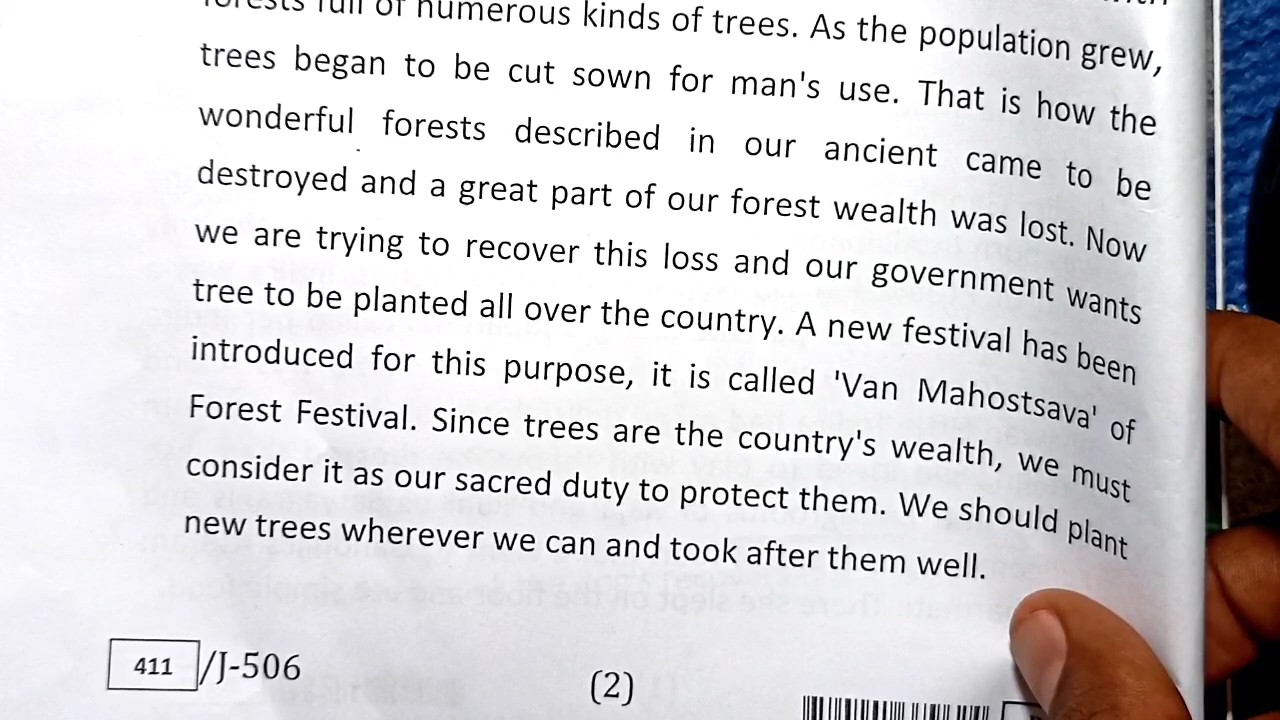 forests full of numerous kinds of trees. As the population grew,
trees began to be cut sown for man's use. That is how the
wonderful forests described in our ancient came to be
destroyed and a great part of our forest wealth was lost. Now
we are trying to recover this loss and our government wants
tree to be planted all over the country. A new festival has been
introduced for this purpose, it is called 'Van Mahostsava' of
Forest Festival. Since trees are the country's wealth, we must
consider it as our sacred duty to protect them. We should plant
new trees wherever we can and took after them well.
411 /J-506
(2)